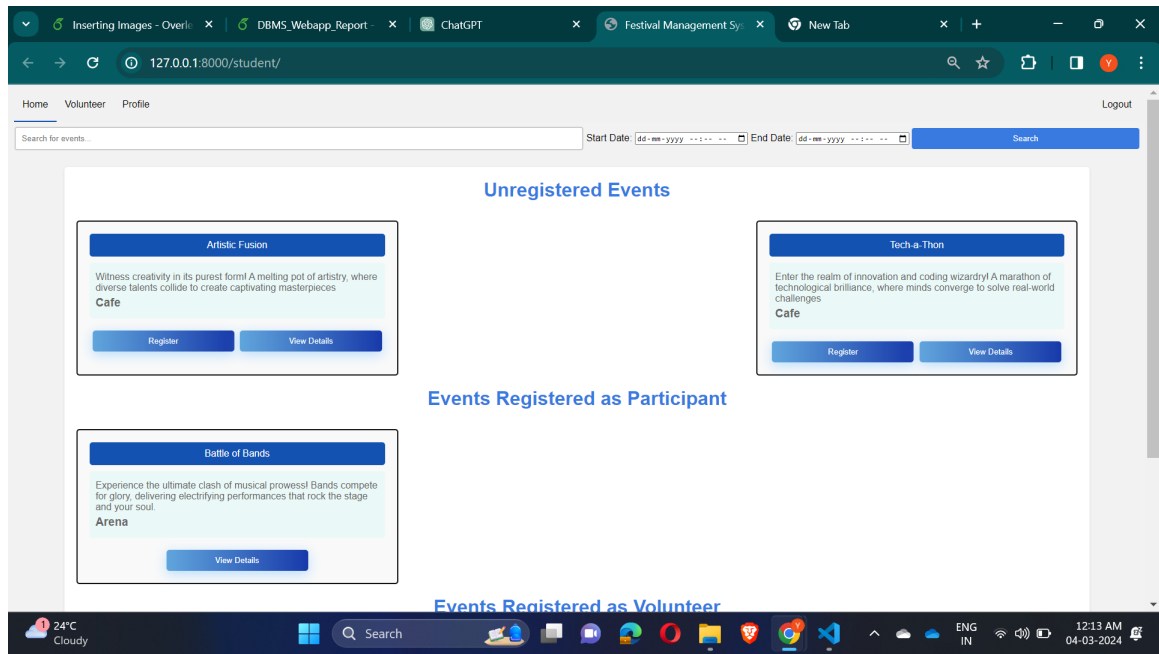 Inserting Images - Overle
DBMS_Webapp_Report -
ChatGPT
Festival Management Sys
New Tab
127.0.0.1:8000/student/
Y
Home Volunteer Profile Logout
Search for events...
Start Date: dd-mm-yyyy --:-- -- End Date: dd-mm-yyyy --:-- -- Search
Unregistered Events
Artistic Fusion
Witness creativity in its purest form! A melting pot of artistry, where
diverse talents collide to create captivating masterpieces
Cafe
Register View Details
Tech-a-Thon
Enter the realm of innovation and coding wizardry! A marathon of
technological brilliance, where minds converge to solve real-world
challenges
Cafe
Register View Details
Events Registered as Participant
Battle of Bands
Experience the ultimate clash of musical prowess! Bands compete
for glory, delivering electrifying performances that rock the stage
and your soul.
Arena
View Details
Events Registered as Volunteer
1
24°C
Cloudy
Search
ENG
IN
12:13 AM
04-03-2024